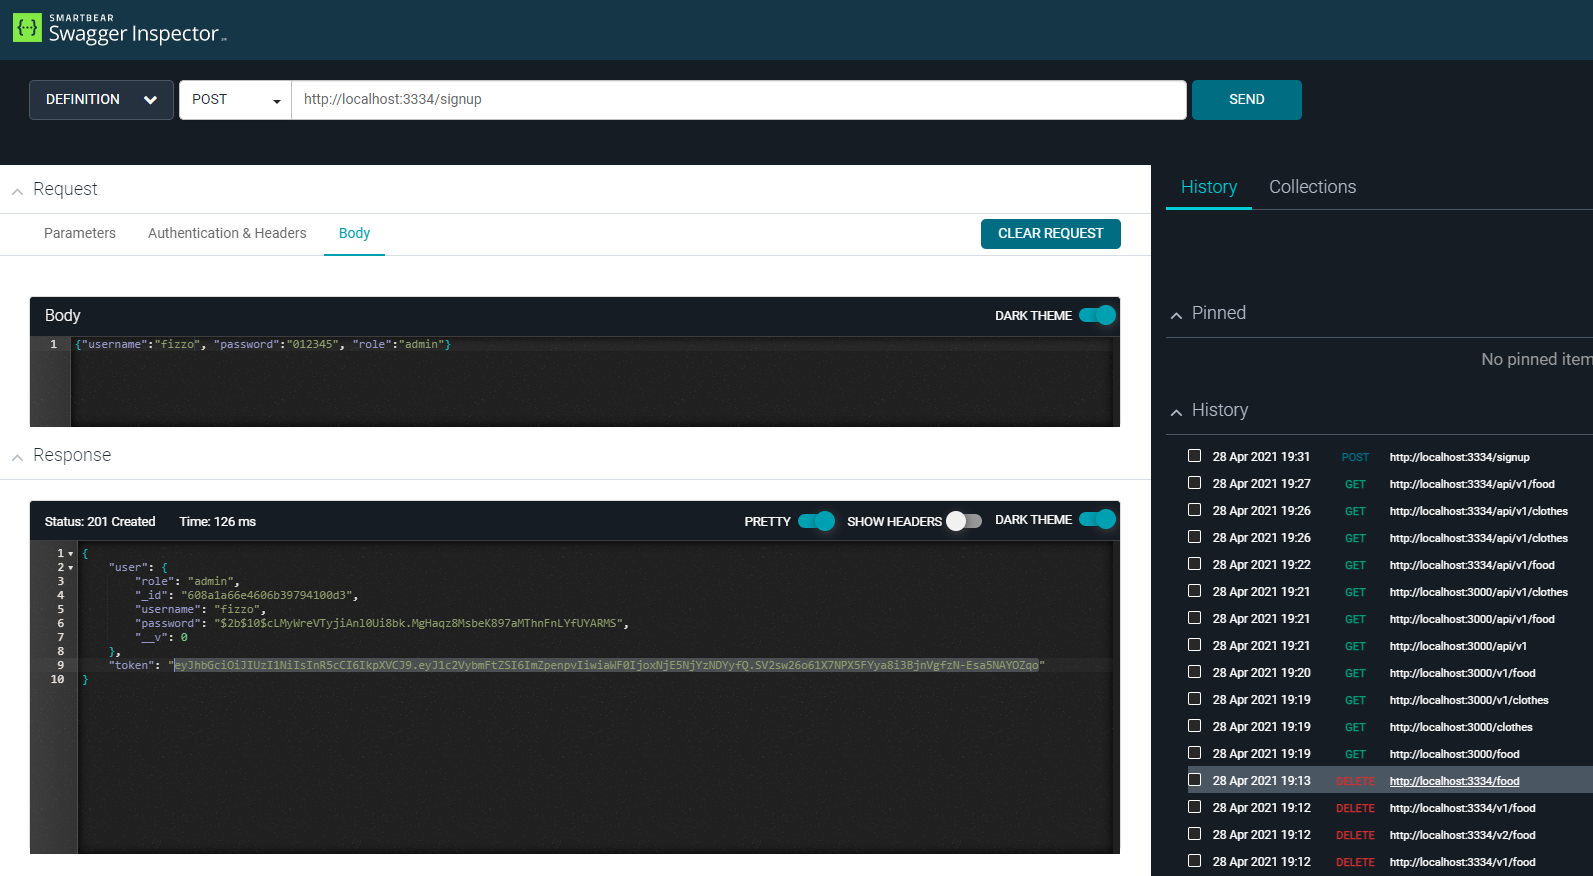 SMARTBEAR
Swagger Inspector
DEFINITION POST http://localhost:3334/signup SEND
Request
Parameters Authentication & Headers Body CLEAR REQUEST
Body DARK THEME
1 {"username":"fizzo", "password":"012345", "role":"admin"}
Response
Status: 201 Created Time: 126 ms PRETTY SHOW HEADERS DARK THEME
1 {
2 "user": {
3 "role": "admin",
4 "_id": "608a1a66e4606b39794100d3",
5 "username": "fizzo",
6 "password": "$2b$10$cLMyWreVTyjiAnl0Ui8bk.MgHaqz8MsbeK897aMThnFnLYfUYARMS",
7 "__v": 0
8 },
9 "token": "eyJhbGciOiJIUzI1NiIsInR5cCI6IkpXVCJ9.eyJ1c2VybmFtZSI6ImZpenpvIiwiaWF0IjoxNjE5NjYzNDYyfQ.SV2sw26o61X7NPX5FYya8i3BjnVgfzN-Esa5NAYOZqo"
10 }
History Collections
Pinned
No pinned item
History
28 Apr 2021 19:31 POST http://localhost:3334/signup
28 Apr 2021 19:27 GET http://localhost:3334/api/v1/food
28 Apr 2021 19:26 GET http://localhost:3334/api/v1/clothes
28 Apr 2021 19:26 GET http://localhost:3334/api/v1/clothes
28 Apr 2021 19:22 GET http://localhost:3334/api/v1/food
28 Apr 2021 19:21 GET http://localhost:3000/api/v1/clothes
28 Apr 2021 19:21 GET http://localhost:3000/api/v1/food
28 Apr 2021 19:21 GET http://localhost:3000/api/v1
28 Apr 2021 19:20 GET http://localhost:3000/v1/food
28 Apr 2021 19:19 GET http://localhost:3000/v1/clothes
28 Apr 2021 19:19 GET http://localhost:3000/clothes
28 Apr 2021 19:19 GET http://localhost:3000/food
28 Apr 2021 19:13 DELETE http://localhost:3334/food
28 Apr 2021 19:12 DELETE http://localhost:3334/v1/food
28 Apr 2021 19:12 DELETE http://localhost:3334/v2/food
28 Apr 2021 19:12 DELETE http://localhost:3334/v1/food